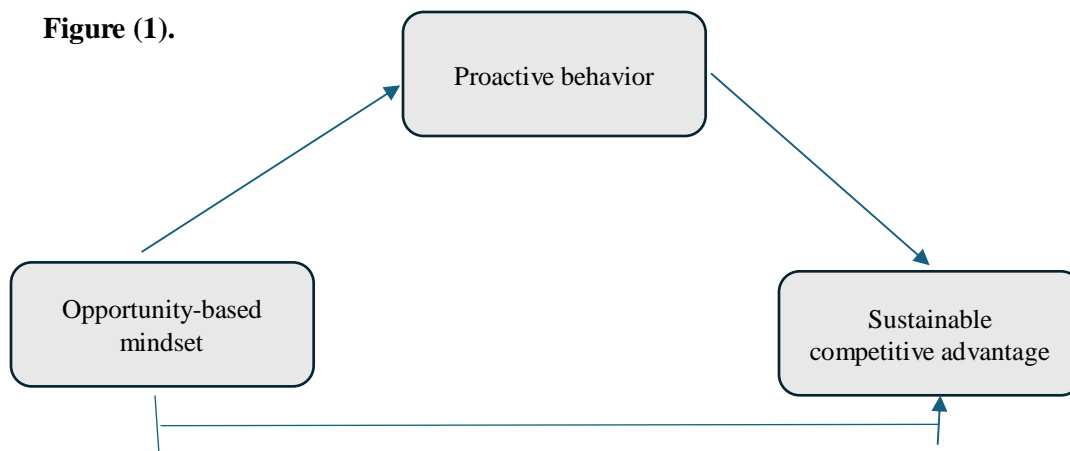 Figure (1).
Proactive behavior
Opportunity-based
mindset
Sustainable
competitive advantage